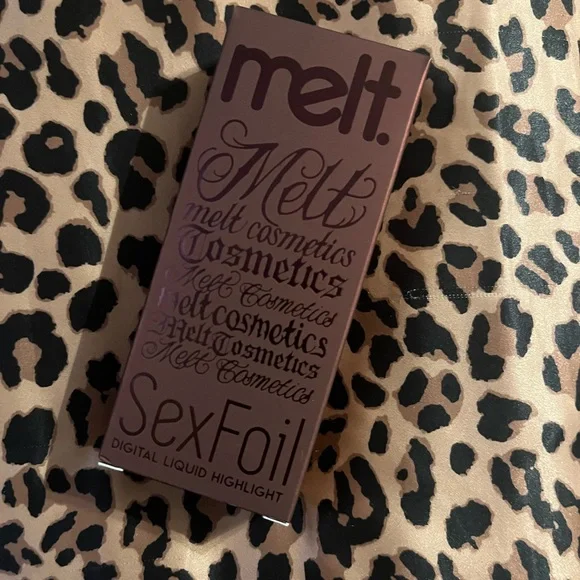 melt.
Melt
melt cosmetics
Cosmetics
Melt Cosmetics
melt cosmetics
Melt Cosmetics
Melt Cosmetics
SexFoil
DIGITAL LIQUID HIGHLIGHT